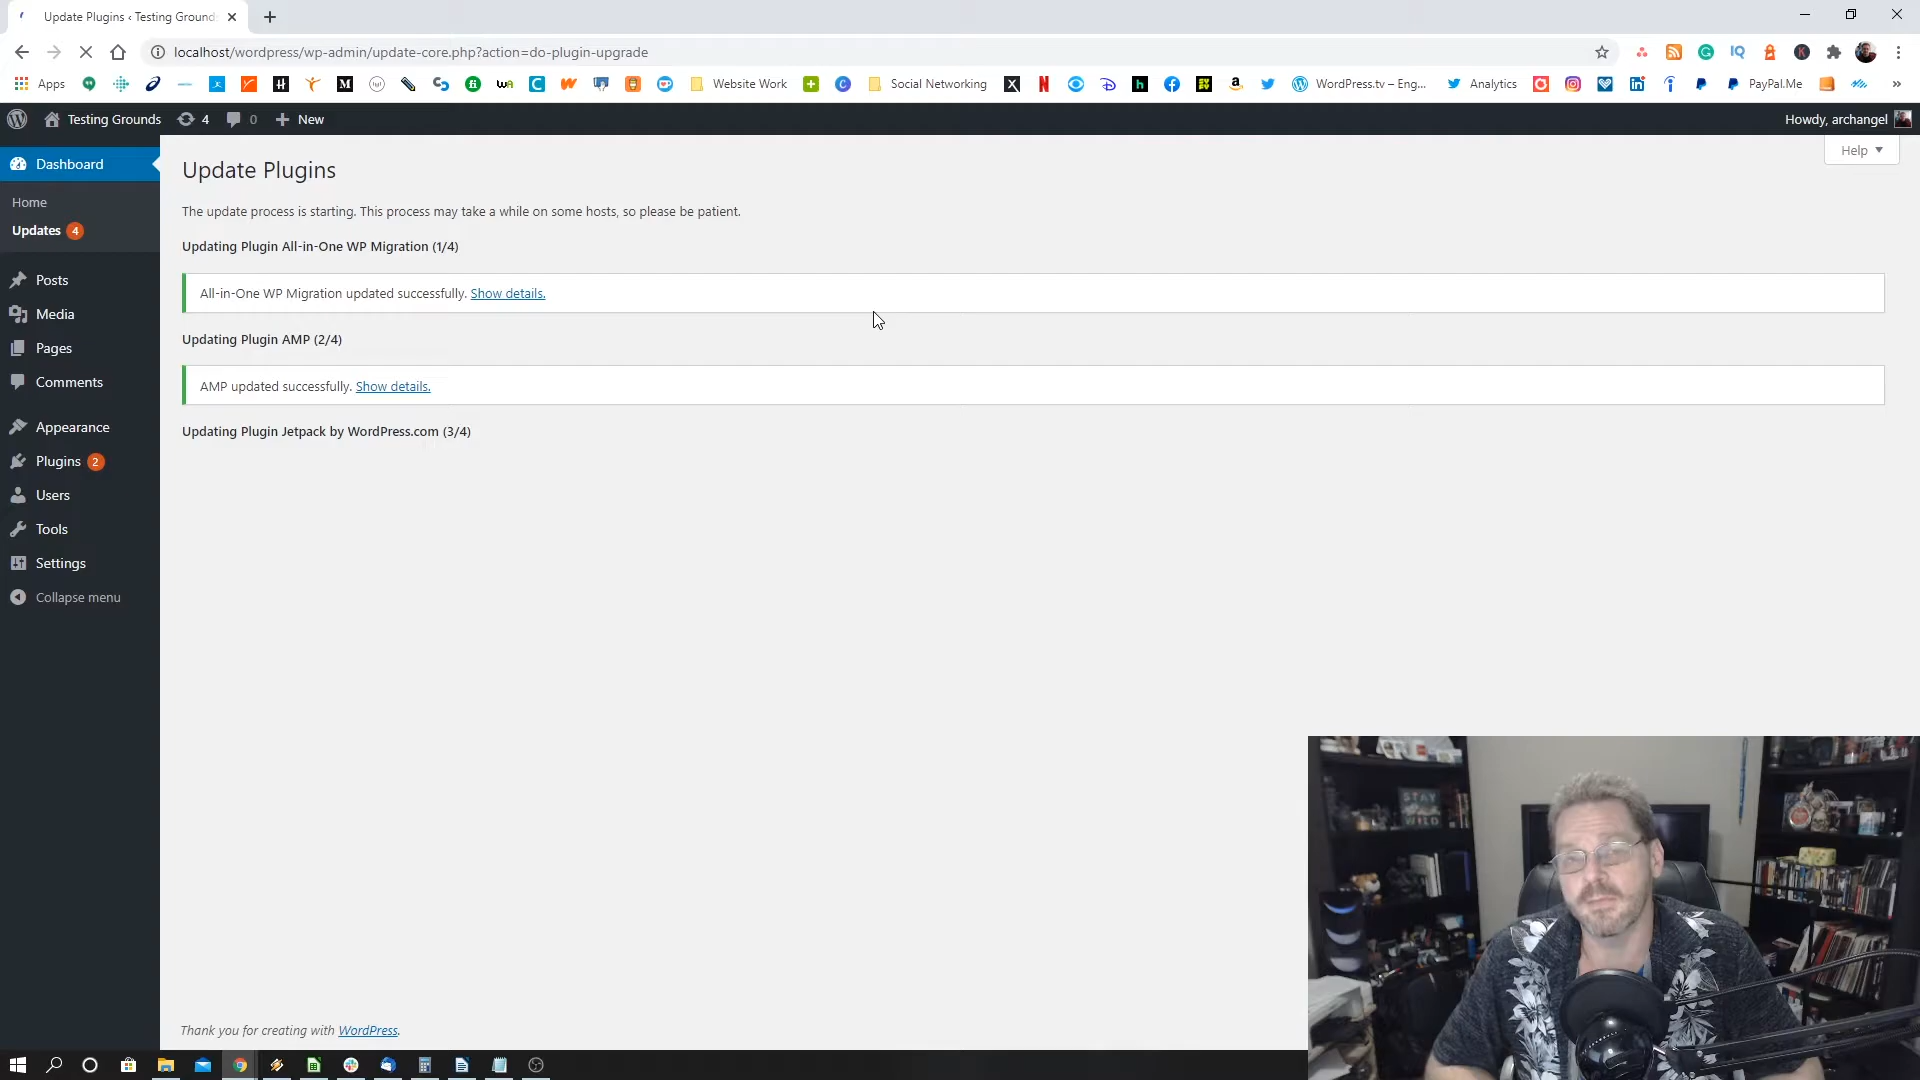 Update Plugins ‹ Testing Grounds
localhost/wordpress/wp-admin/update-core.php?action=do-plugin-upgrade
Apps
Website Work
Social Networking
WordPress.tv – Eng...
Analytics
PayPal.Me
Testing Grounds
4
0
New
Howdy, archangel
Dashboard
Home
Updates 4
Posts
Media
Pages
Comments
Appearance
Plugins 2
Users
Tools
Settings
Collapse menu
Help
Update Plugins
The update process is starting. This process may take a while on some hosts, so please be patient.
Updating Plugin All-in-One WP Migration (1/4)
All-in-One WP Migration updated successfully. Show details.
Updating Plugin AMP (2/4)
AMP updated successfully. Show details.
Updating Plugin Jetpack by WordPress.com (3/4)
STAY
WILD
Thank you for creating with WordPress.